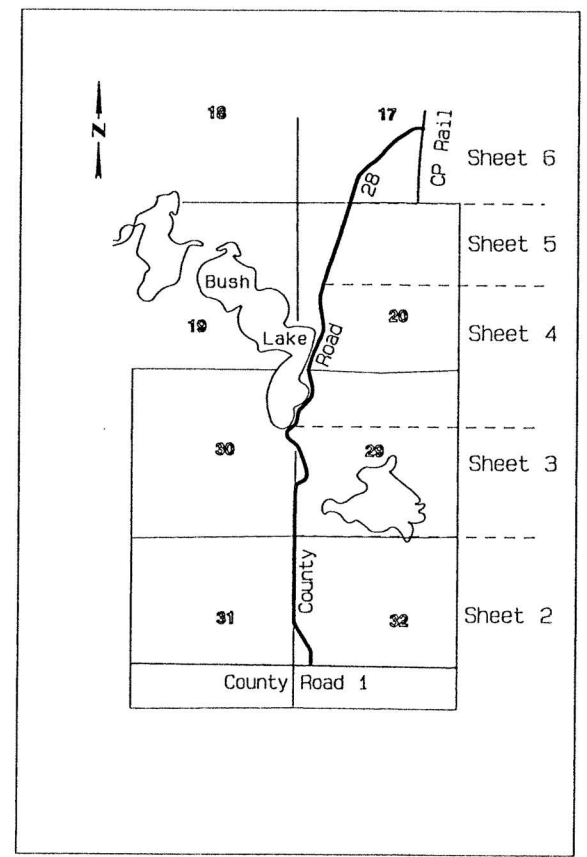 18
17
N
CP Rail
Sheet 6
28
Sheet 5
Bush
19
Lake
Road
20
Sheet 4
30
29
Sheet 3
County
31
32
Sheet 2
County Road 1